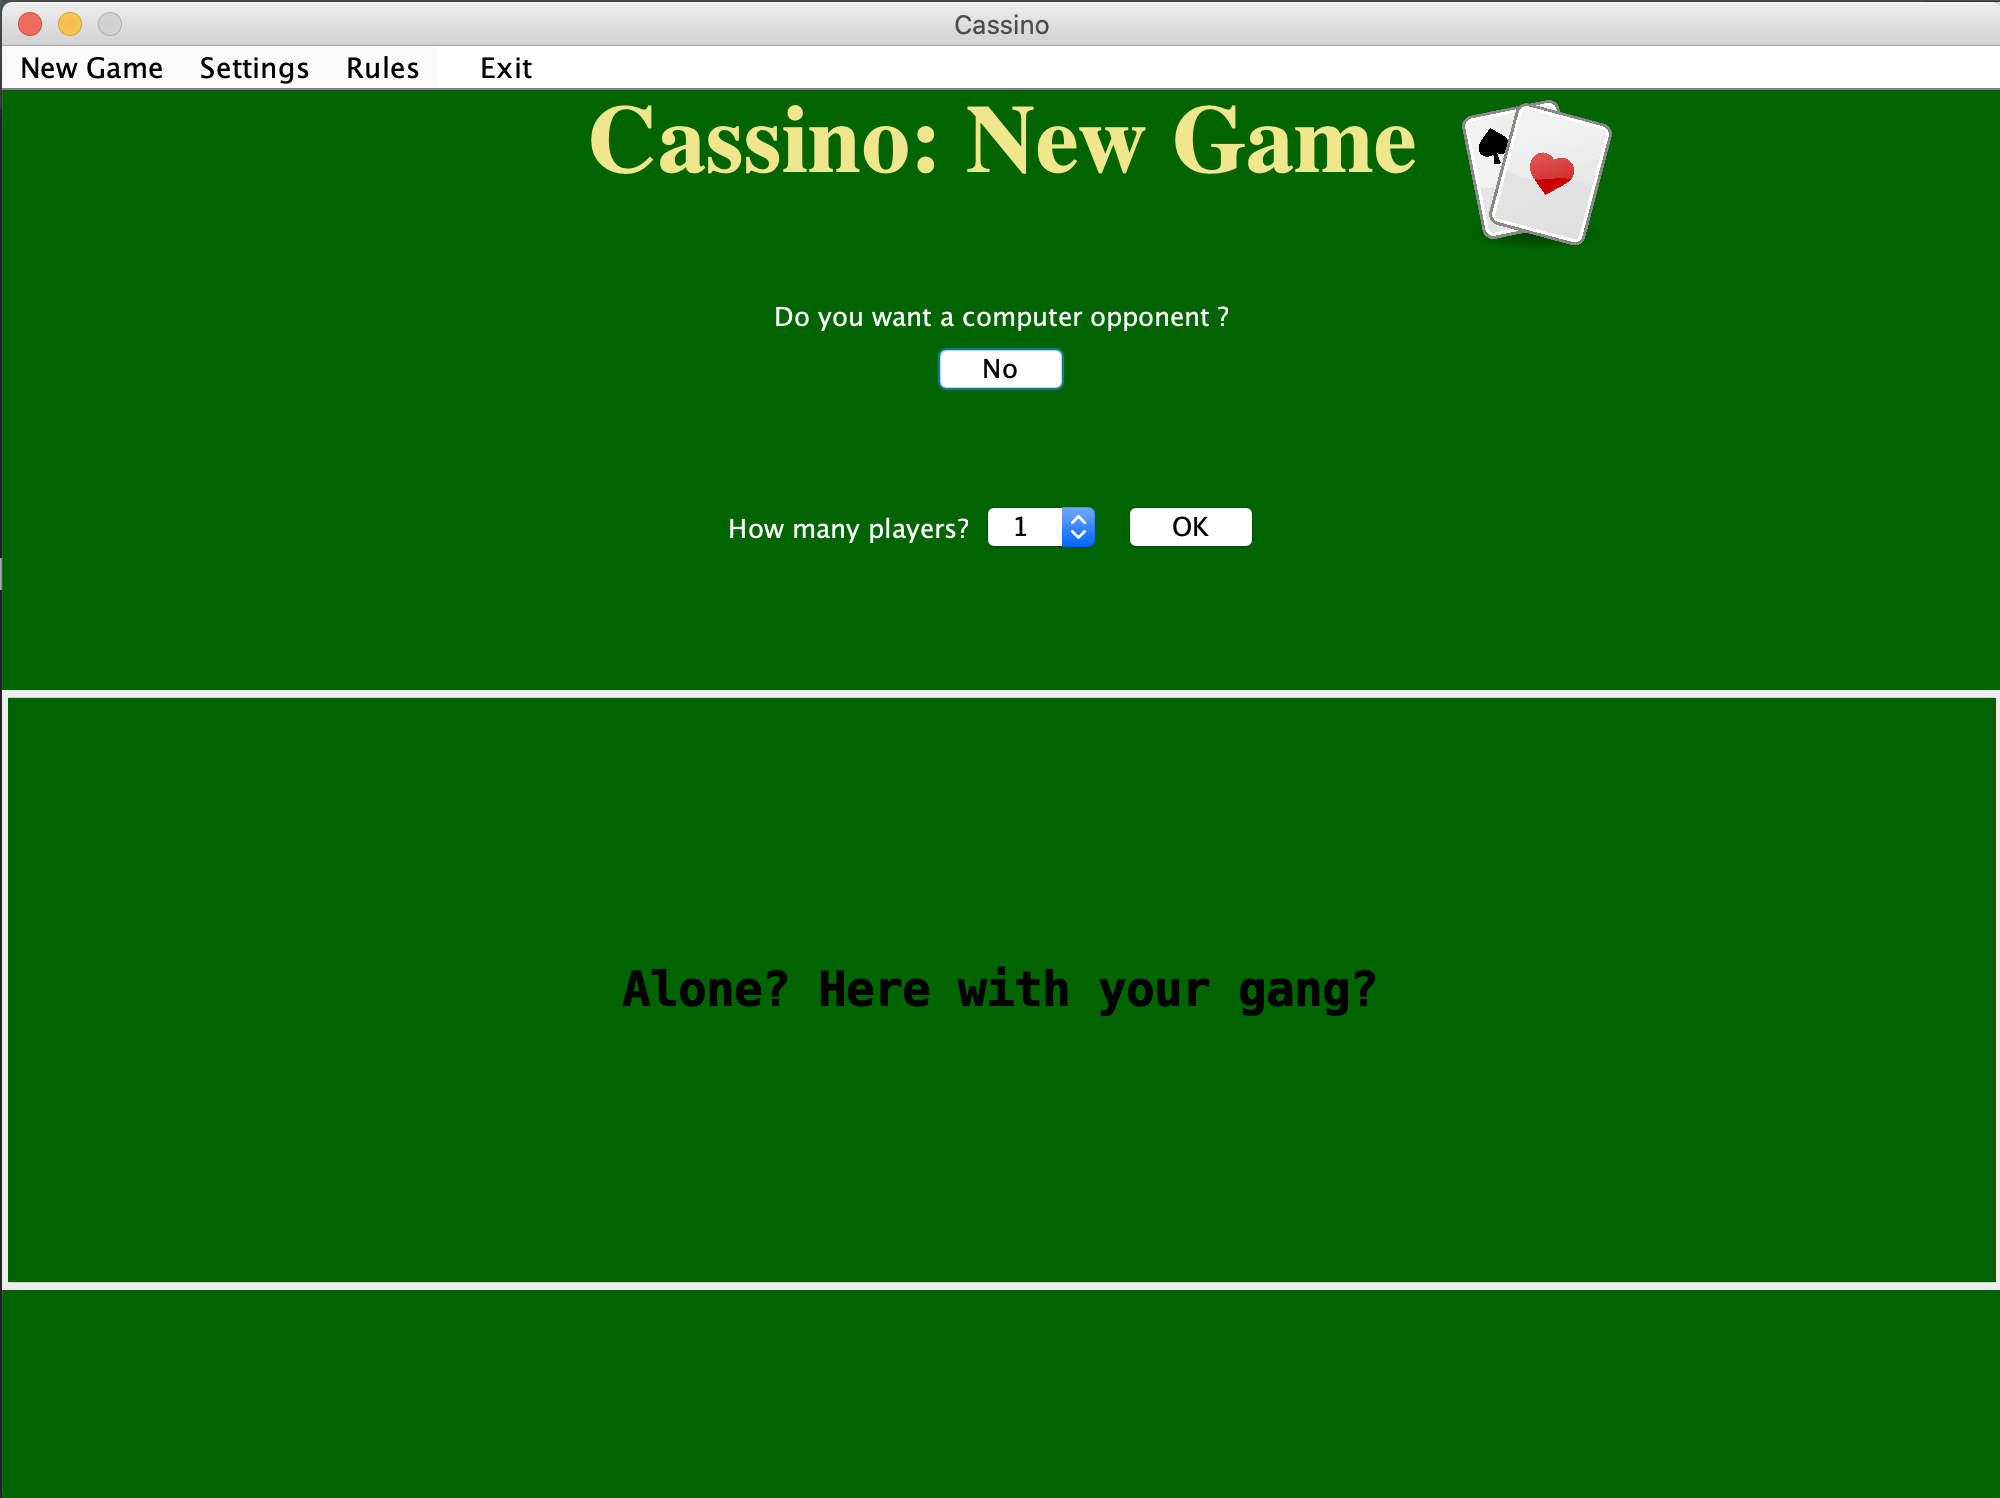 Cassino
New Game Settings Rules Exit
Cassino: New Game
Do you want a computer opponent ?
No
How many players? 1 OK
Alone? Here with your gang?